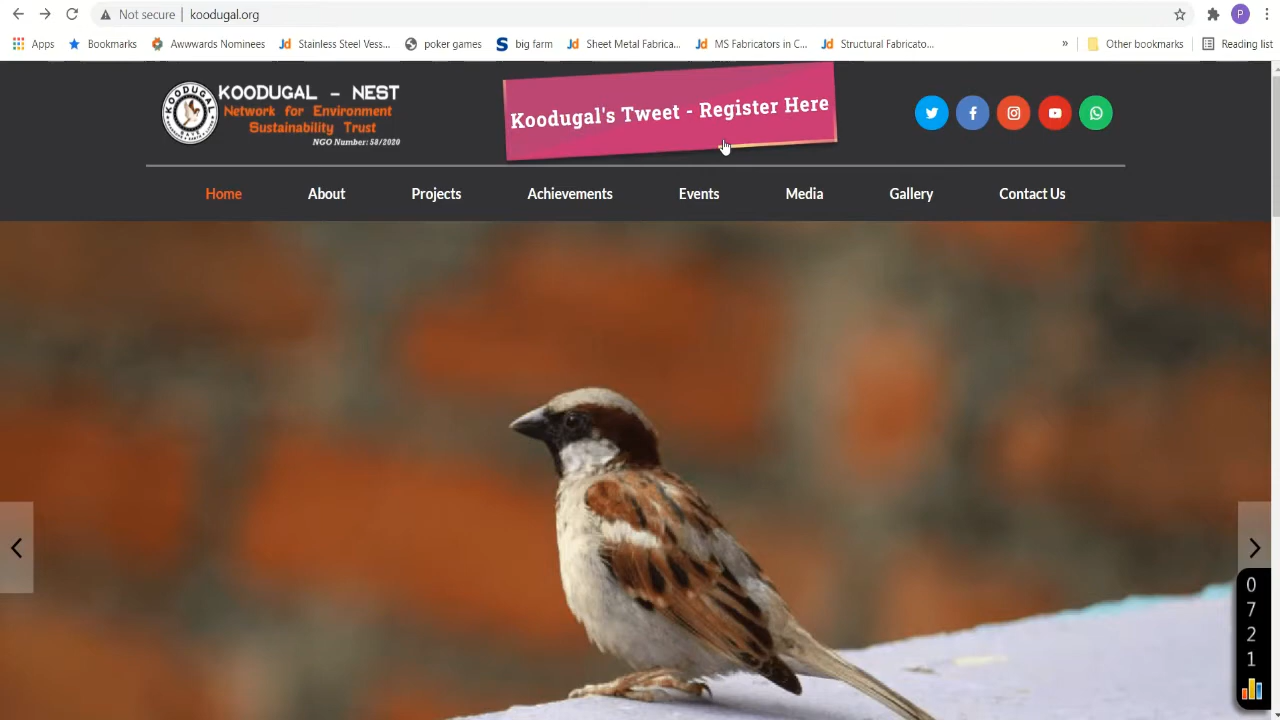 Not secure
koodugal.org
Apps
Bookmarks
Awwwards Nominees
Stainless Steel Vess...
poker games
big farm
Sheet Metal Fabrica...
MS Fabricators in C...
Structural Fabricato...
»
Other bookmarks
Reading list
P
KOODUGAL
KOODUGAL - NEST
Network for Environment
Sustainability Trust
NGO Number: 58/2020
Koodugal's Tweet - Register Here
Home
About
Projects
Achievements
Events
Media
Gallery
Contact Us
0
7
2
1